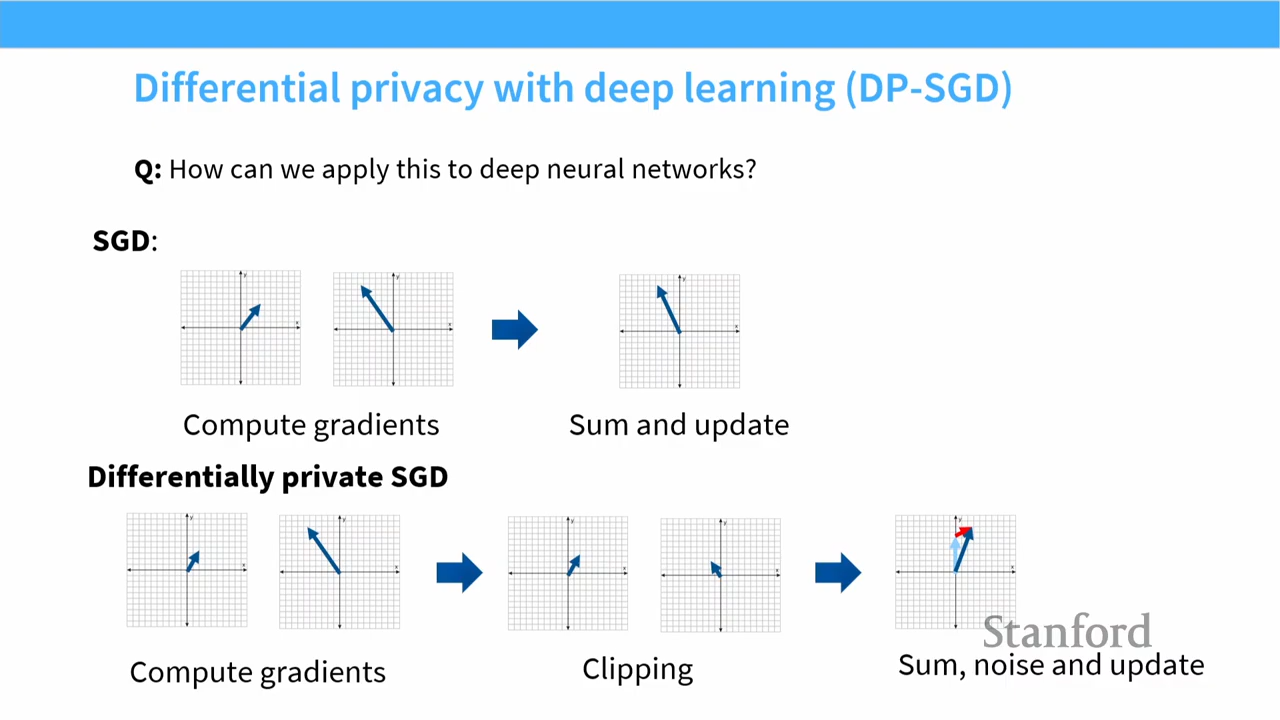 Differential privacy with deep learning (DP-SGD)
Q: How can we apply this to deep neural networks?
SGD:
y
x
y
x
y
x
Compute gradients
Sum and update
Differentially private SGD
y
x
y
x
y
x
y
x
y
x
Stanford
Compute gradients
Clipping
Sum, noise and update